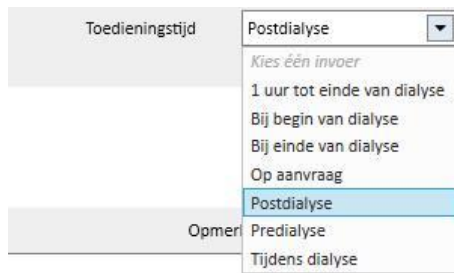 Toedieningstijd Postdialyse
Kies één invoer
1 uur tot einde van dialyse
Bij begin van dialyse
Bij einde van dialyse
Op aanvraag
Postdialyse
Opmer Predialyse
Tijdens dialyse